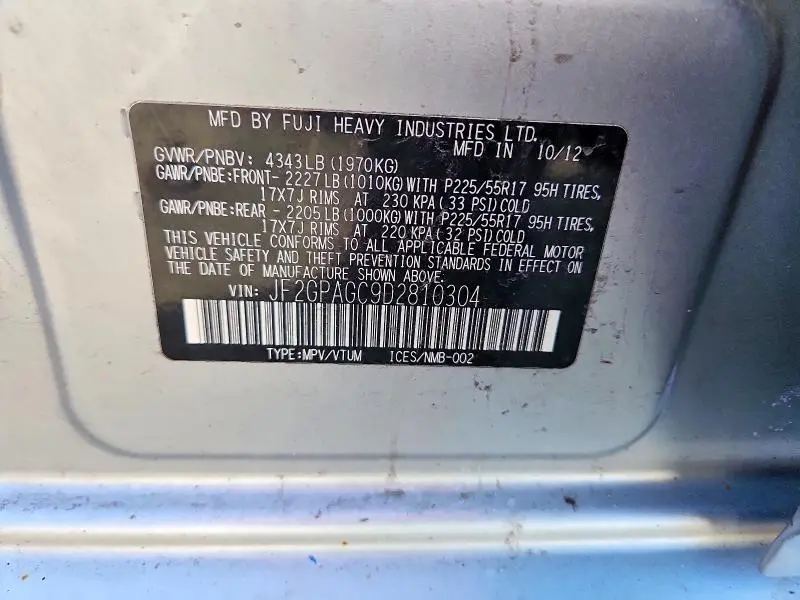 MFD BY FUJI HEAVY INDUSTRIES LTD.
MFD IN 10/12
GVWR/PNBV: 4343LB (1970KG)
GAWR/PNBE:FRONT- 2227LB (1010KG) WITH P225/55R17 95H TIRES,
17X7J RIMS AT 230 KPA (33 PSI) COLD
GAWR/PNBE:REAR - 2205LB (1000KG) WITH P225/55R17 95H TIRES,
17X7J RIMS AT 220 KPA (32 PSI) COLD
THIS VEHICLE CONFORMS TO ALL APPLICABLE FEDERAL MOTOR
VEHICLE SAFETY AND THEFT PREVENTION STANDARDS IN EFFECT ON
THE DATE OF MANUFACTURE SHOWN ABOVE.
VIN: JF2GPAGC9D2810304
TYPE:MPV/VTUM ICES/NMB-002